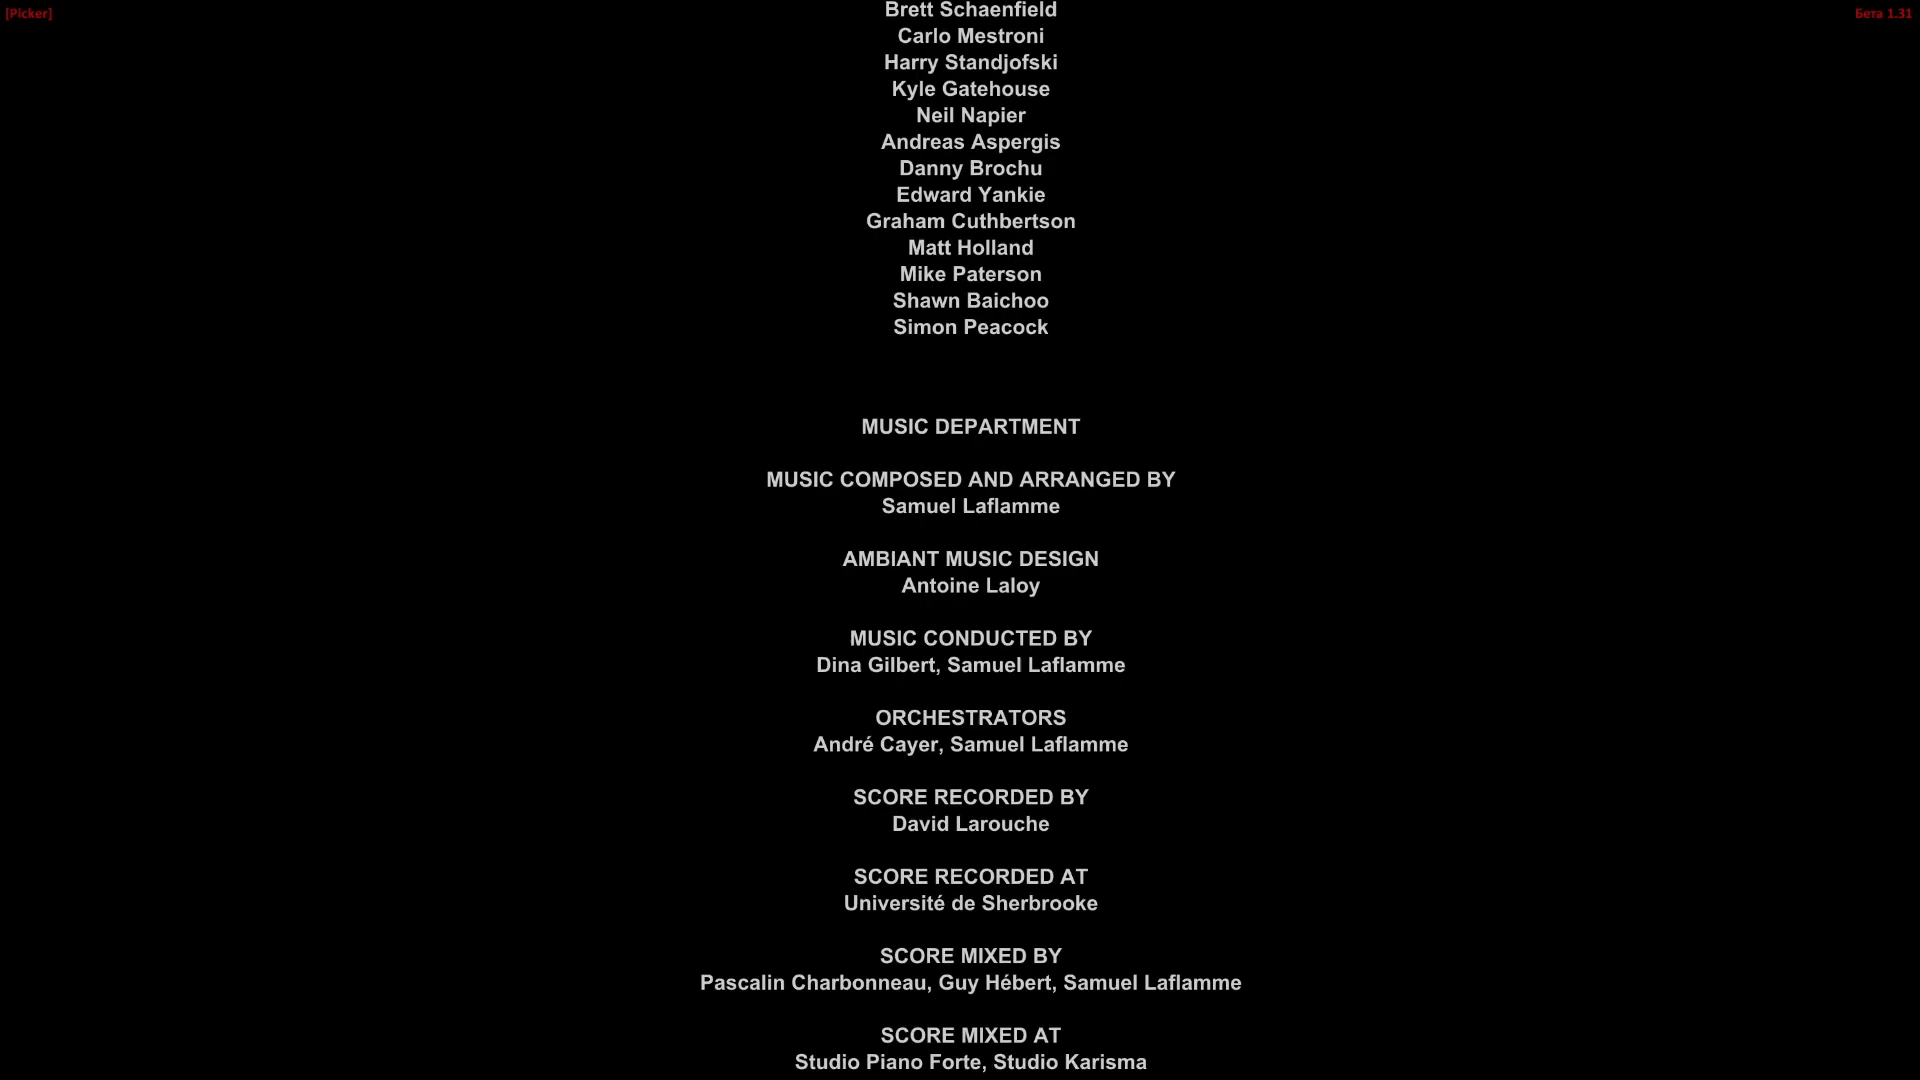 [Picker]
Бета 1.31
Brett Schaenfield
Carlo Mestroni
Harry Standjofski
Kyle Gatehouse
Neil Napier
Andreas Aspergis
Danny Brochu
Edward Yankie
Graham Cuthbertson
Matt Holland
Mike Paterson
Shawn Baichoo
Simon Peacock
MUSIC DEPARTMENT
MUSIC COMPOSED AND ARRANGED BY
Samuel Laflamme
AMBIANT MUSIC DESIGN
Antoine Laloy
MUSIC CONDUCTED BY
Dina Gilbert, Samuel Laflamme
ORCHESTRATORS
André Cayer, Samuel Laflamme
SCORE RECORDED BY
David Larouche
SCORE RECORDED AT
Université de Sherbrooke
SCORE MIXED BY
Pascalin Charbonneau, Guy Hébert, Samuel Laflamme
SCORE MIXED AT
Studio Piano Forte, Studio Karisma